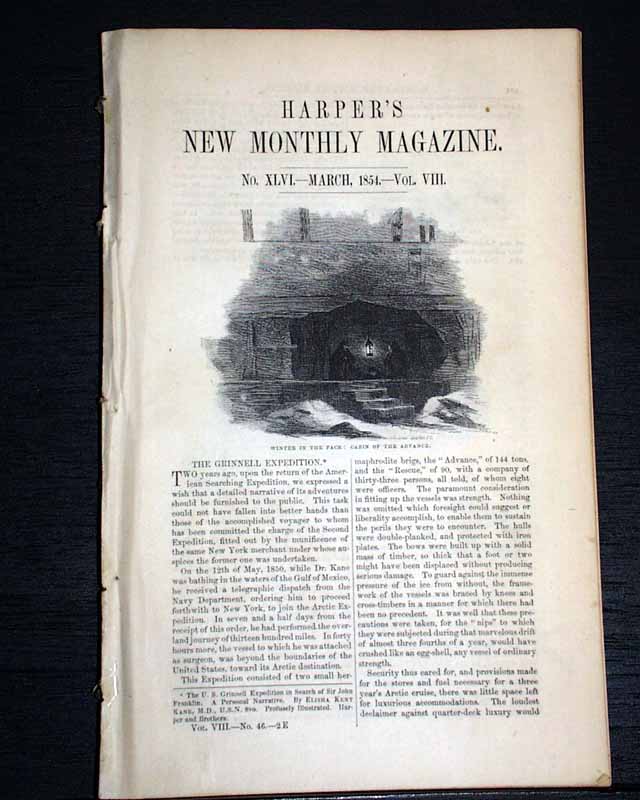 HARPER'S
NEW MONTHLY MAGAZINE.
No. XLVI.—MARCH, 1854.—Vol. VIII.
WINTER IN THE PACK: CABIN OF THE ADVANCE.
THE GRINNELL EXPEDITION.*
TWO years ago, upon the return of the Amer-
ican Searching Expedition, we expressed a
wish that a detailed narrative of its adventures
should be furnished to the public. This task
could not have fallen into better hands than
those of the accomplished voyager to whom
has been committed the charge of the Second
Expedition, fitted out by the munificence of
the same New York merchant under whose au-
spices the former one was undertaken.
On the 12th of May, 1850, while Dr. Kane
was bathing in the waters of the Gulf of Mexico,
he received a telegraphic dispatch from the
Navy Department, ordering him to proceed
forthwith to New York, to join the Arctic Ex-
pedition. In seven and a half days from the
receipt of this order, he had performed the over-
land journey of thirteen hundred miles. In forty
hours more, the vessel to which he was attached
as surgeon, was beyond the boundaries of the
United States, toward its Arctic destination.
This Expedition consisted of two small her-
* The U. S. Grinnell Expedition in Search of Sir John
Franklin. A Personal Narrative. By Elisha Kent
Kane, M.D., U.S.N. 8vo. Profusely Illustrated. Har-
per and Brothers.
Vol. VIII.—No. 46.—2 E
maphrodite brigs, the "Advance," of 144 tons,
and the "Rescue," of 90, with a company of
thirty-three persons, all told, of whom eight
were officers. The paramount consideration
in fitting up the vessels was strength. Nothing
was omitted which foresight could suggest or
liberality accomplish, to enable them to sustain
the perils they were to encounter. The hulls
were double-planked, and protected with iron
plates. The bows were built up with a solid
mass of timber, so thick that a foot or two
might have been displaced without producing
serious damage. To guard against the immense
pressure of the ice from without, the frame-
work of the vessels was braced by knees and
cross-timbers in a manner for which there had
been no precedent. It was well that these pre-
cautions were taken, for the "nips" to which
they were subjected during that marvelous drift
of almost three fourths of a year, would have
crushed like an egg-shell, any vessel of ordinary
strength.
Security thus cared for, and provisions made
for the stores and fuel necessary for a three
year's Arctic cruise, there was little space left
for luxurious accommodations. The loudest
declaimer against quarter-deck luxury would